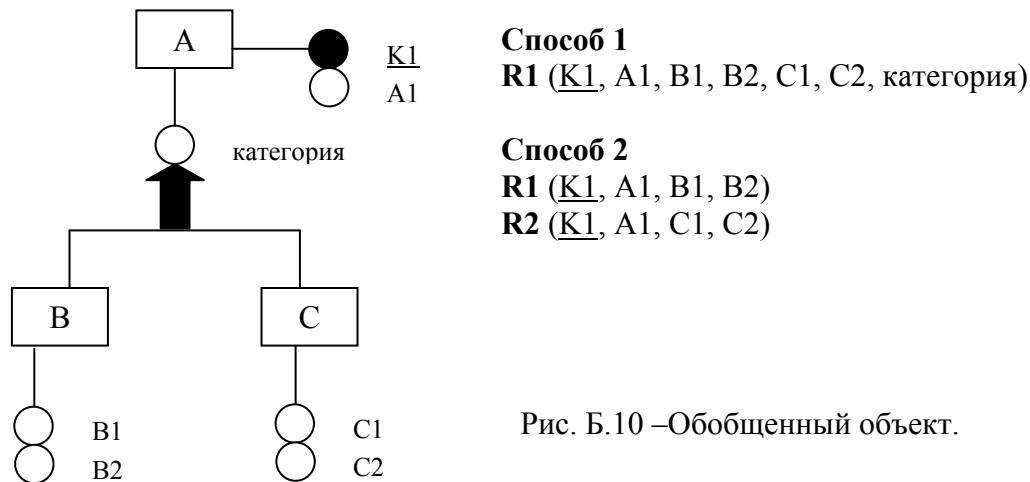 A
K1
A1
категория
B
C
B1
B2
C1
C2
Способ 1
R1 (K1, A1, B1, B2, C1, C2, категория)
Способ 2
R1 (K1, A1, B1, B2)
R2 (K1, A1, C1, C2)
Рис. Б.10 –Обобщенный объект.